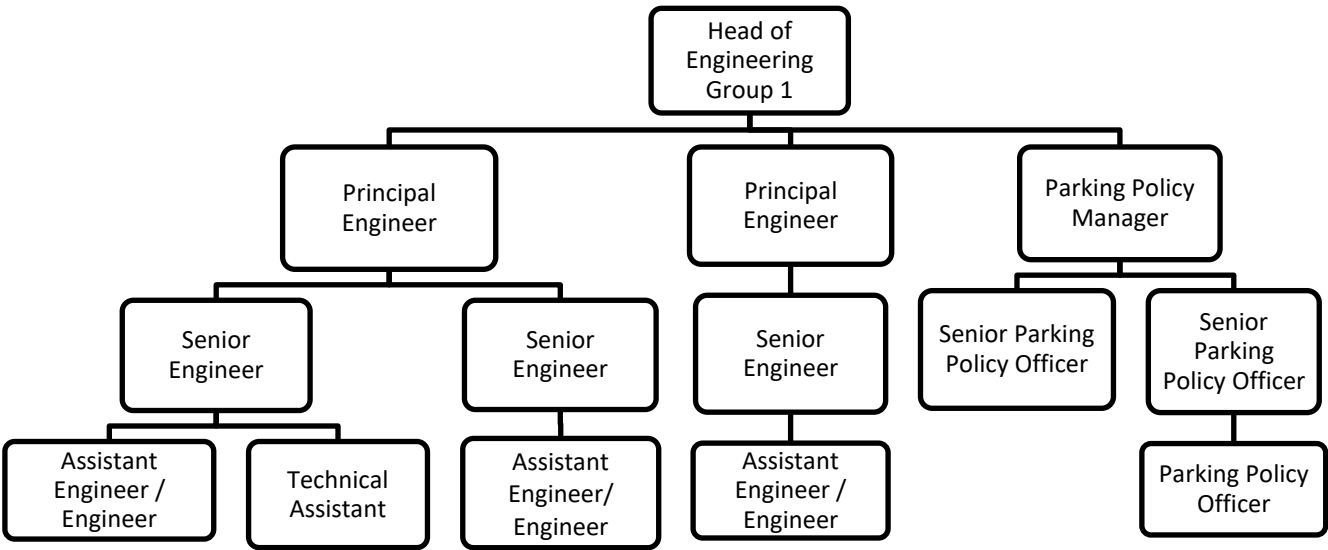 Head of
Engineering
Group 1
Principal
Engineer
Principal
Engineer
Parking Policy
Manager
Senior
Engineer
Senior
Engineer
Senior
Engineer
Senior Parking
Policy Officer
Senior
Parking
Policy Officer
Assistant
Engineer /
Engineer
Technical
Assistant
Assistant
Engineer/
Engineer
Assistant
Engineer /
Engineer
Parking Policy
Officer